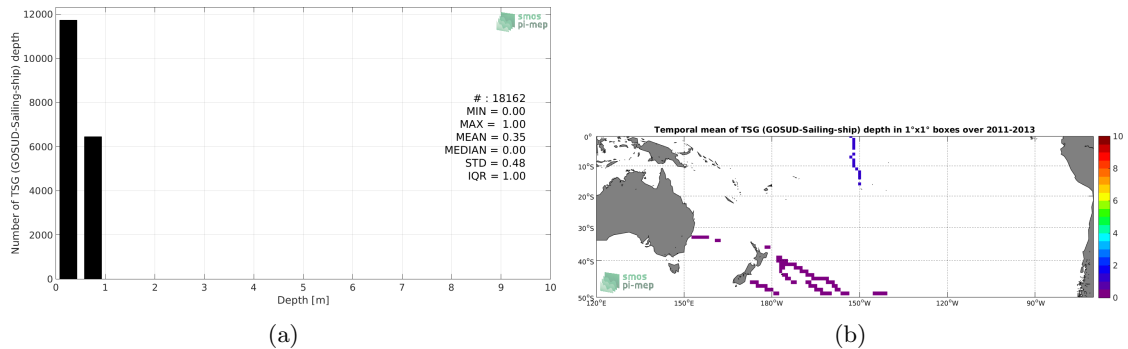 12000
10000
8000
6000
4000
2000
0
Number of TSG (GOSUD-Sailing-ship) depth
0 1 2 3 4 5 6 7 8 9 10
Depth [m]
smos
pi-mep
# : 18162
MIN = 0.00
MAX = 1.00
MEAN = 0.35
MEDIAN = 0.00
STD = 0.48
IQR = 1.00
(a)
Temporal mean of TSG (GOSUD-Sailing-ship) depth in 1°x1° boxes over 2011-2013
0°
10°S
20°S
30°S
40°S
50°S
120°E 150°E 180°W 150°W 120°W 90°W
smos
pi-mep
10
8
6
4
2
0
(b)